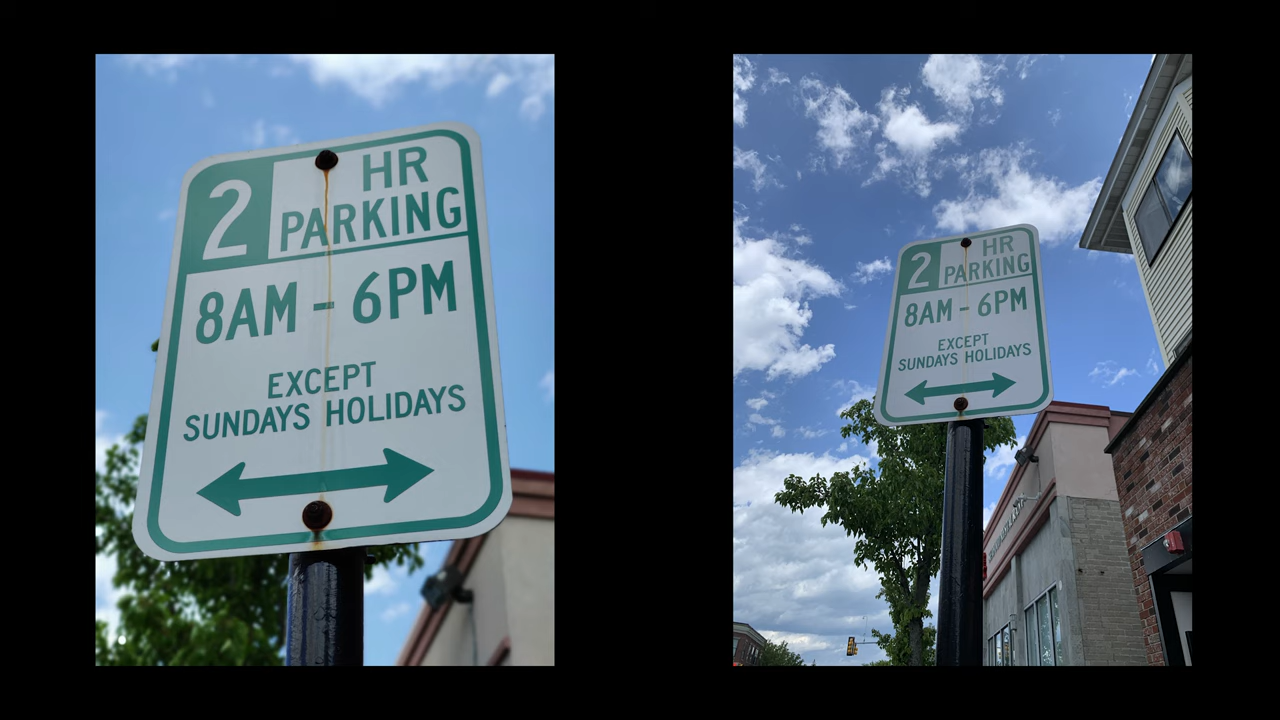 2 HR
PARKING
8AM - 6PM
EXCEPT
SUNDAYS HOLIDAYS
2 HR
PARKING
8AM - 6PM
EXCEPT
SUNDAYS HOLIDAYS